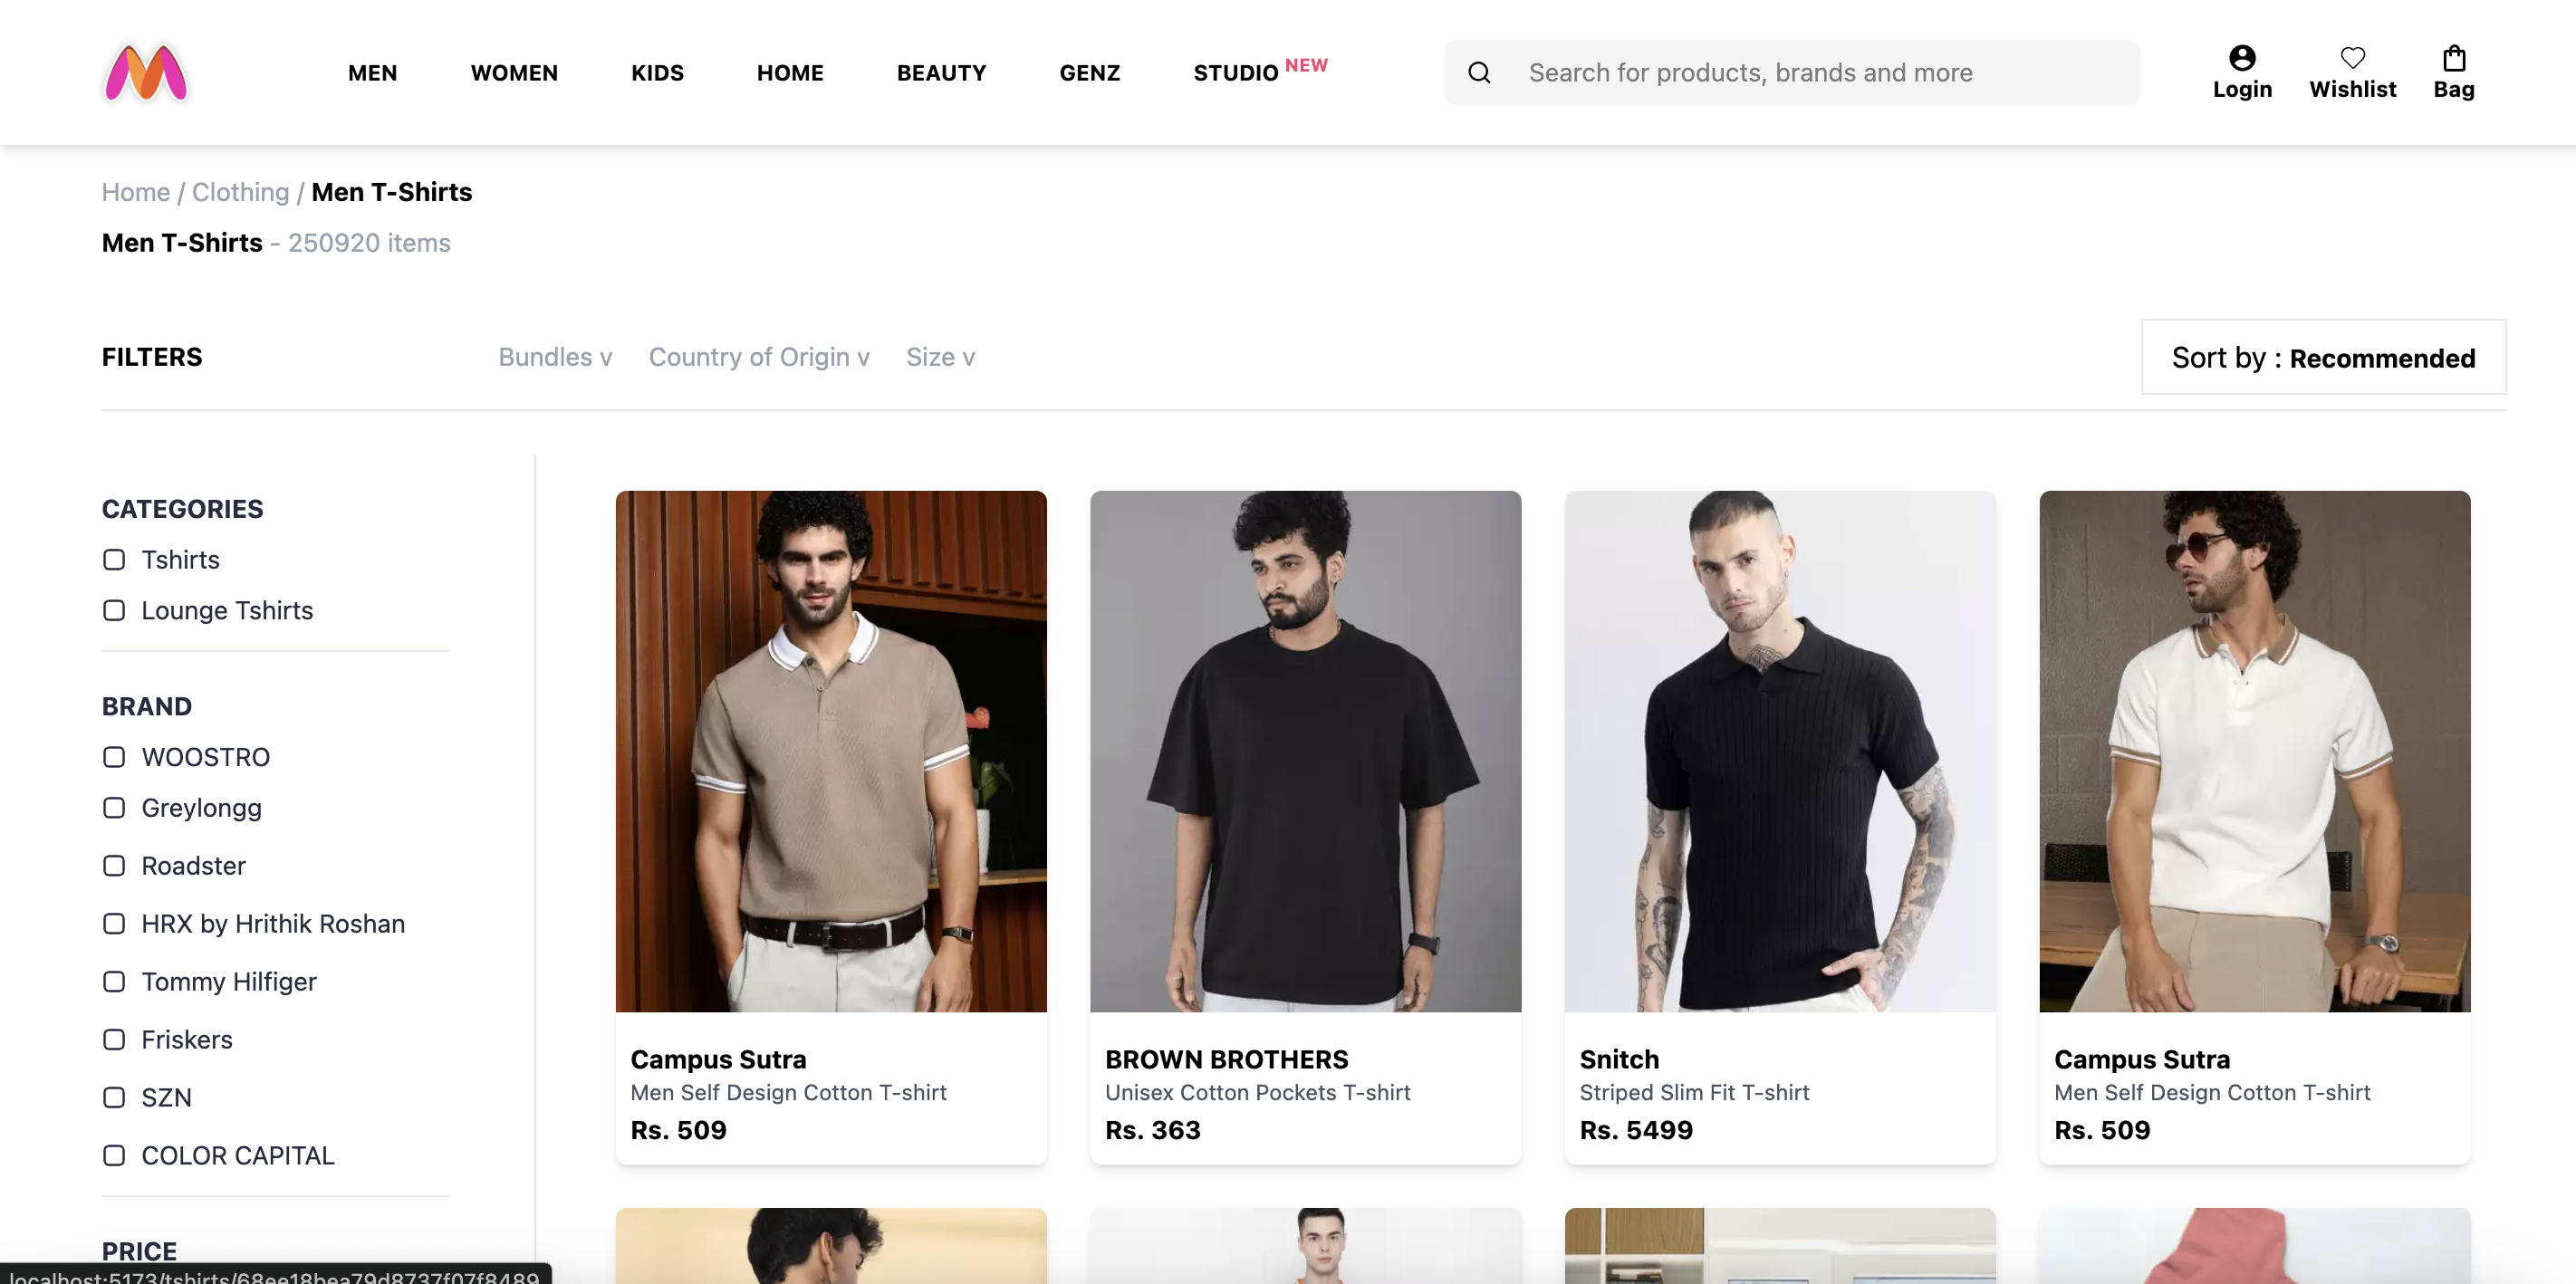 MEN WOMEN KIDS HOME BEAUTY GENZ STUDIO NEW Search for products, brands and more Login Wishlist Bag
Home / Clothing / Men T-Shirts
Men T-Shirts - 250920 items
FILTERS Bundles v Country of Origin v Size v Sort by : Recommended
CATEGORIES
Tshirts
Lounge Tshirts
BRAND
WOOSTRO
Greylongg
Roadster
HRX by Hrithik Roshan
Tommy Hilfiger
Friskers
SZN
COLOR CAPITAL
PRICE
Campus Sutra
Men Self Design Cotton T-shirt
Rs. 509
BROWN BROTHERS
Unisex Cotton Pockets T-shirt
Rs. 363
Snitch
Striped Slim Fit T-shirt
Rs. 5499
Campus Sutra
Men Self Design Cotton T-shirt
Rs. 509
localhost:5173/tshirts/68ee18bea79d8737f07f8489